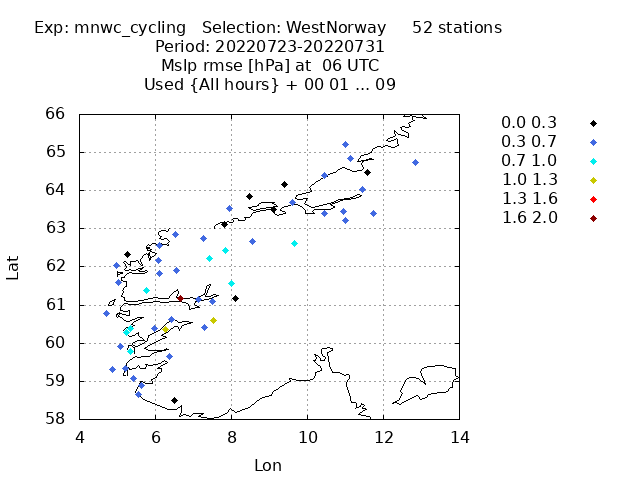 Exp: mnwc_cycling   Selection: WestNorway     52 stations
Period: 20220723-20220731
Mslp rmse [hPa] at  06 UTC
Used {All hours} + 00 01 ... 09
66
65
64
63
62
61
60
59
58
4 6 8 10 12 14
Lat
Lon
0.0 0.3
0.3 0.7
0.7 1.0
1.0 1.3
1.3 1.6
1.6 2.0